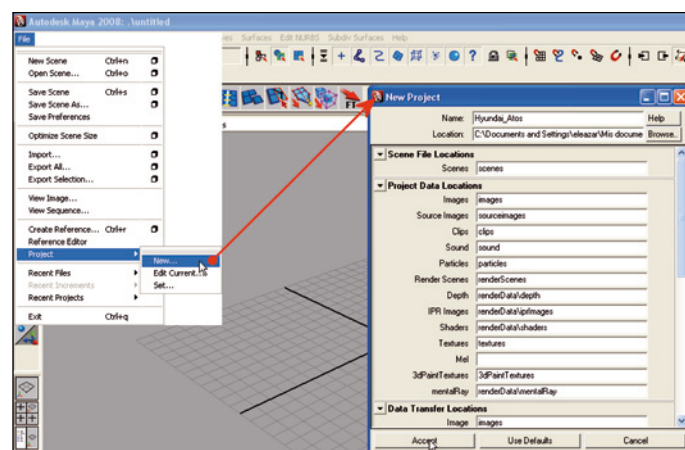 Autodesk Maya 2008: .\untitled
File
Surfaces Edit NURBS Subdiv Surfaces Help
New Scene Ctrl+n
Open Scene... Ctrl+o
Save Scene Ctrl+s
Save Scene As...
Save Preferences
Optimize Scene Size
Import...
Export All...
Export Selection...
View Image...
View Sequence...
Create Reference... Ctrl+r
Reference Editor
Project
Recent Files
Recent Increments
Recent Projects
Exit Ctrl+q
New...
Edit Current...
Set...
FT
New Project
Name: Hyundai_Atos Help
Location: C:\Documents and Settings\eleazar\Mis docume Browse..
Scene File Locations
Scenes scenes
Project Data Locations
Images images
Source Images sourceimages
Clips clips
Sound sound
Particles particles
Render Scenes renderScenes
Depth renderData\depth
IPR Images renderData\iprImages
Shaders renderData\shaders
Textures textures
Mel
3dPaintTextures 3dPaintTextures
mentalRay renderData\mentalRay
Data Transfer Locations
Image images
Accept Use Defaults Cancel